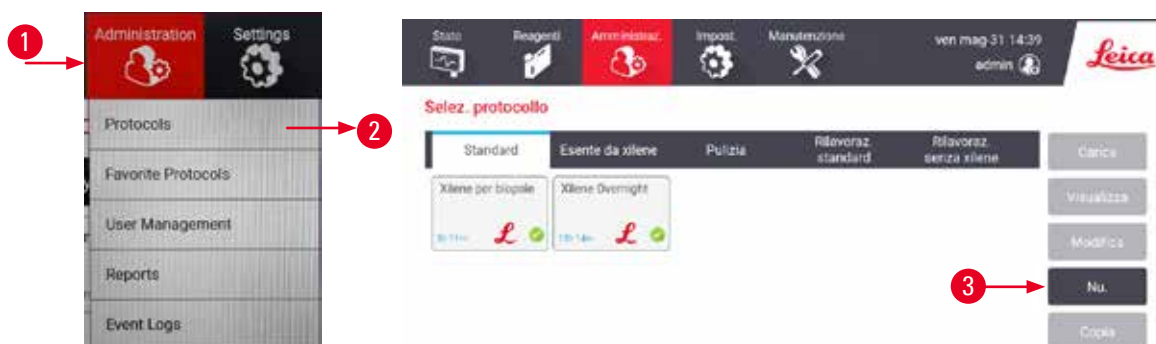 1
Administration
Settings
Protocols
2
Favorite Protocols
User Management
Reports
Event Logs
Stato
Reagenti
Amministraz.
Impost.
Manutenzione
ven mag 31 14:39
admin
Leica
Selez. protocollo
Standard
Esente da xilene
Pulizia
Rilavoraz.
standard
Rilavoraz.
senza xilene
Xilene per biopsie
Xilene Overnight
Carica
Visualizza
Modifica
3
Nu.
Copia